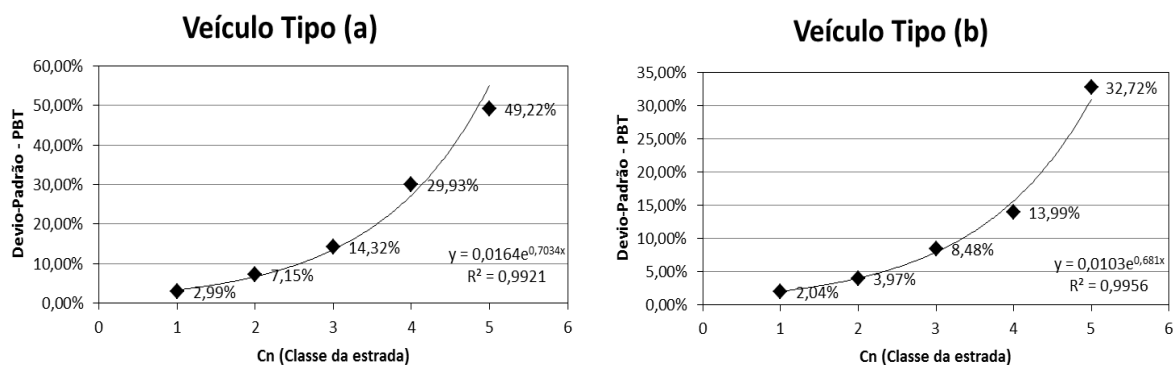 Veículo Tipo (a)
Devio-Padrão - PBT
60,00%
50,00%
40,00%
30,00%
20,00%
10,00%
0,00%
2,99%
7,15%
14,32%
29,93%
49,22%
y = 0,0164e^0,7034x
R² = 0,9921
0 1 2 3 4 5 6
Cn (Classe da estrada)
Veículo Tipo (b)
Devio-Padrão - PBT
35,00%
30,00%
25,00%
20,00%
15,00%
10,00%
5,00%
0,00%
2,04%
3,97%
8,48%
13,99%
32,72%
y = 0,0103e^0,681x
R² = 0,9956
0 1 2 3 4 5 6
Cn (Classe da estrada)